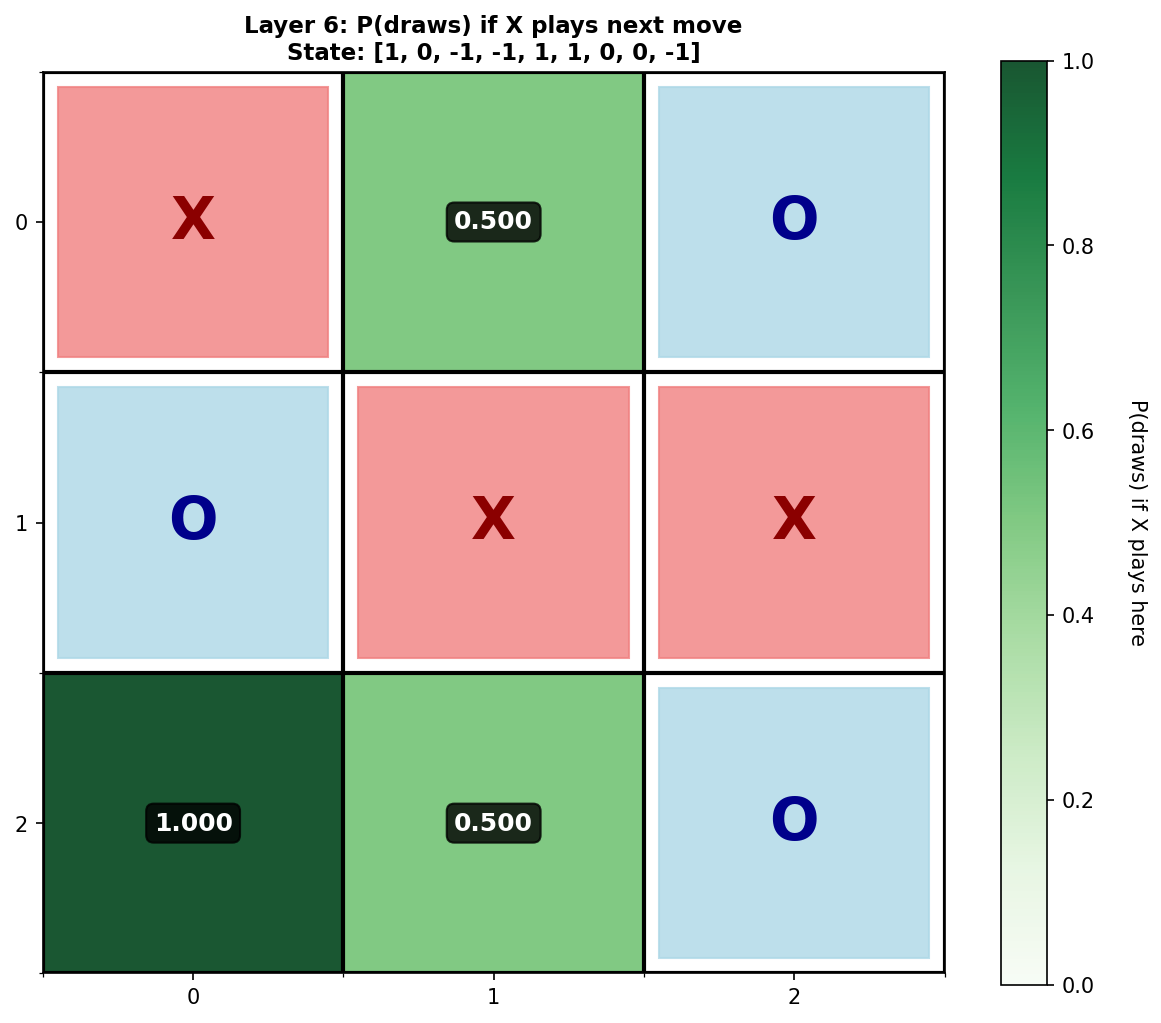 Layer 6: P(draws) if X plays next move
State: [1, 0, -1, -1, 1, 1, 0, 0, -1]
X
0.500
O
O
X
X
1.000
0.500
O
0
1
2
0
1
2
1.0
0.8
0.6
0.4
0.2
0.0
P(draws) if X plays here